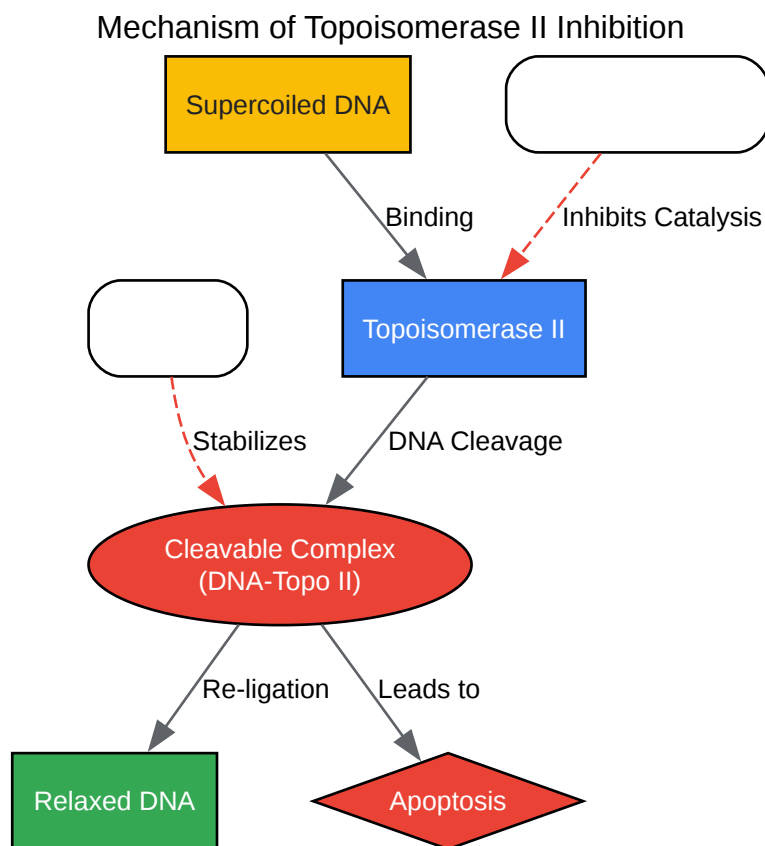 Mechanism of Topoisomerase II Inhibition
Supercoiled DNA
Binding
Inhibits Catalysis
Topoisomerase II
Stabilizes
DNA Cleavage
Cleavable Complex
(DNA-Topo II)
Re-ligation
Leads to
Relaxed DNA
Apoptosis